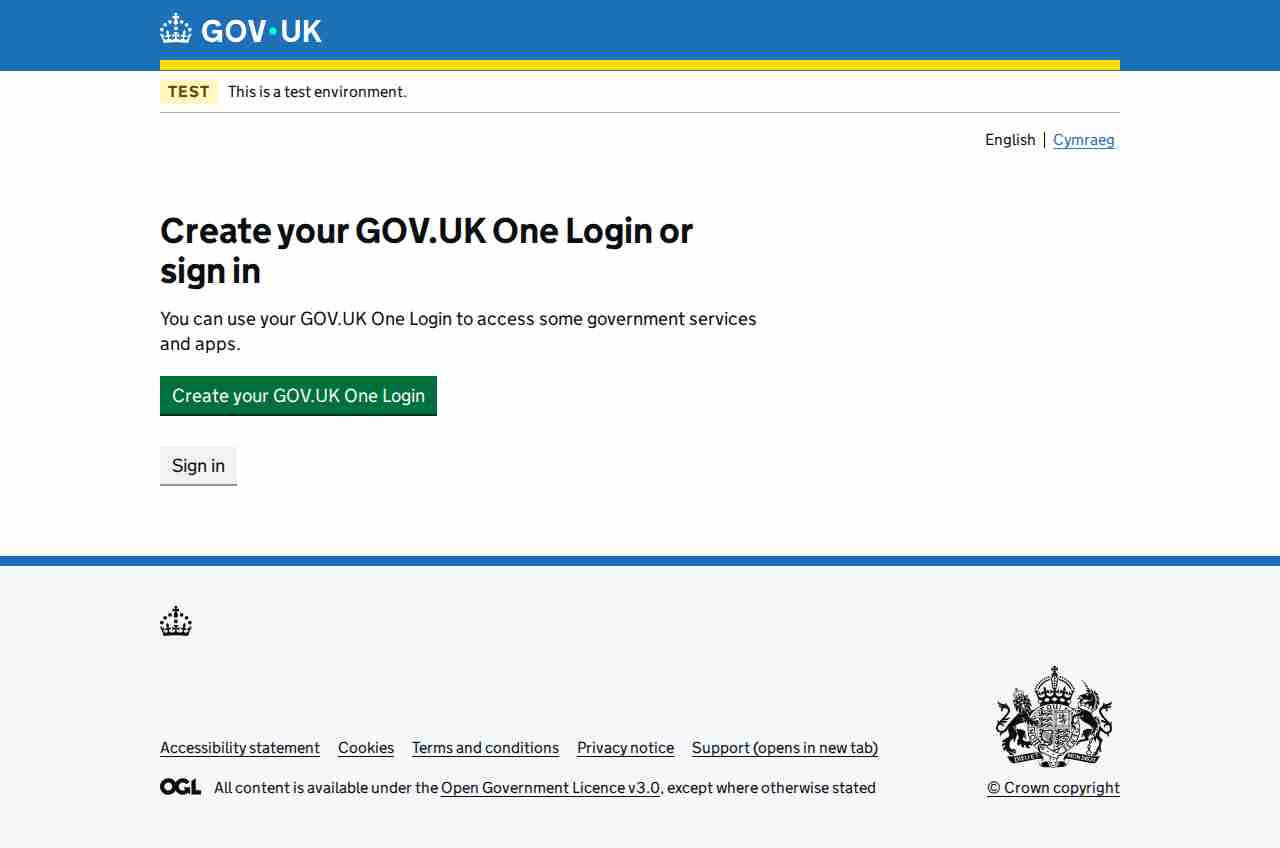 GOV·UK
TEST This is a test environment.
English | Cymraeg
Create your GOV.UK One Login or
sign in
You can use your GOV.UK One Login to access some government services
and apps.
Create your GOV.UK One Login
Sign in
Accessibility statement Cookies Terms and conditions Privacy notice Support (opens in new tab)
OGL All content is available under the Open Government Licence v3.0, except where otherwise stated
© Crown copyright